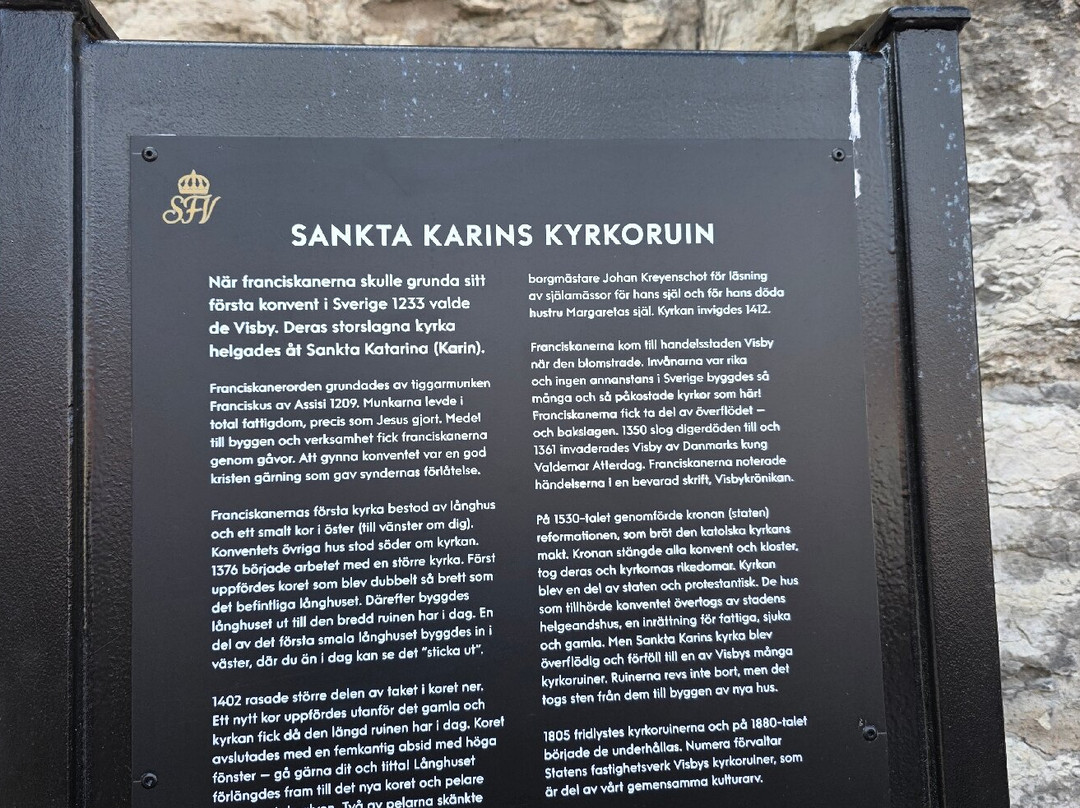 SFV
SANKTA KARINS KYRKORUIN
När franciskanerna skulle grunda sitt
första konvent i Sverige 1233 valde
de Visby. Deras storslagna kyrka
helgades åt Sankta Katarina (Karin).
Franciskanerorden grundades av tiggarmunken
Franciskus av Assisi 1209. Munkarna levde i
total fattigdom, precis som Jesus gjort. Medel
till byggen och verksamhet fick franciskanerna
genom gåvor. Att gynna konventet var en god
kristen gärning som gav syndernas förlåtelse.
Franciskanernas första kyrka bestod av långhus
och ett smalt kor i öster (till vänster om dig).
Konventets övriga hus stod söder om kyrkan.
1376 började arbetet med en större kyrka. Först
uppfördes koret som blev dubbelt så brett som
det befintliga långhuset. Därefter byggdes
långhuset ut till den bredd ruinen har i dag. En
del av det första smala långhuset byggdes in i
väster, där du än i dag kan se det "sticka ut".
1402 rasade större delen av taket i koret ner.
Ett nytt kor uppfördes utanför det gamla och
kyrkan fick då den längd ruinen har i dag. Koret
avslutades med en femkantig absid med höga
fönster – gå gärna dit och titta! Långhuset
förlängdes fram till det nya koret och pelare
Två av pelarna skänkte
borgmästare Johan Kreyenschot för läsning
av själamässor för hans själ och för hans döda
hustru Margaretas själ. Kyrkan invigdes 1412.
Franciskanerna kom till handelsstaden Visby
när den blomstrade. Invånarna var rika
och ingen annanstans i Sverige byggdes så
många och så påkostade kyrkor som här!
Franciskanerna fick ta del av överflödet –
och bakslagen. 1350 slog digerdöden till och
1361 invaderades Visby av Danmarks kung
Valdemar Atterdag. Franciskanerna noterade
händelserna i en bevarad skrift, Visbykrönikan.
På 1530-talet genomförde kronan (staten)
reformationen, som bröt den katolska kyrkans
makt. Kronan stängde alla konvent och kloster,
tog deras och kyrkornas rikedomar. Kyrkan
blev en del av staten och protestantisk. De hus
som tillhörde konventet övertogs av stadens
helgeandshus, en inrättning för fattiga, sjuka
och gamla. Men Sankta Karins kyrka blev
överflödig och förföll till en av Visbys många
kyrkoruiner. Ruinerna revs inte bort, men det
togs sten från dem till byggen av nya hus.
1805 fridlystes kyrkoruinerna och på 1880-talet
började de underhållas. Numera förvaltar
Statens fastighetsverk Visbys kyrkoruiner, som
är del av vårt gemensamma kulturarv.